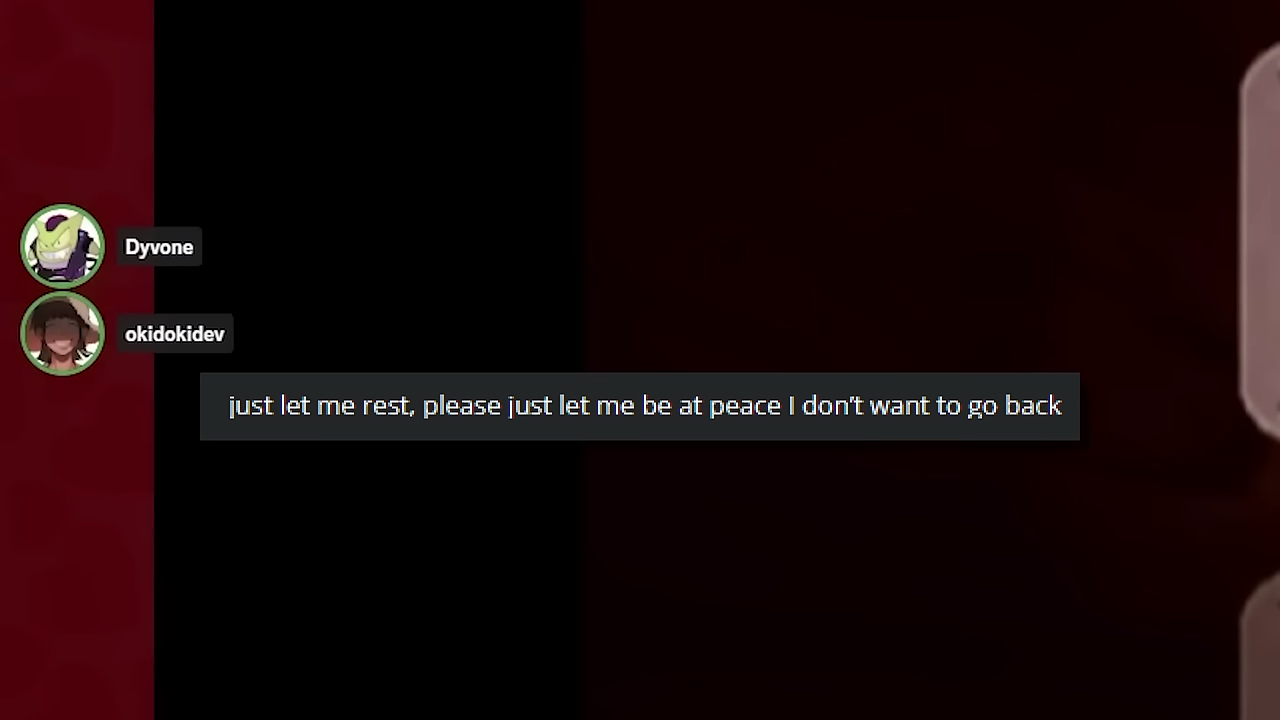 Dyvone
okidokidev
just let me rest, please just let me be at peace I don't want to go back